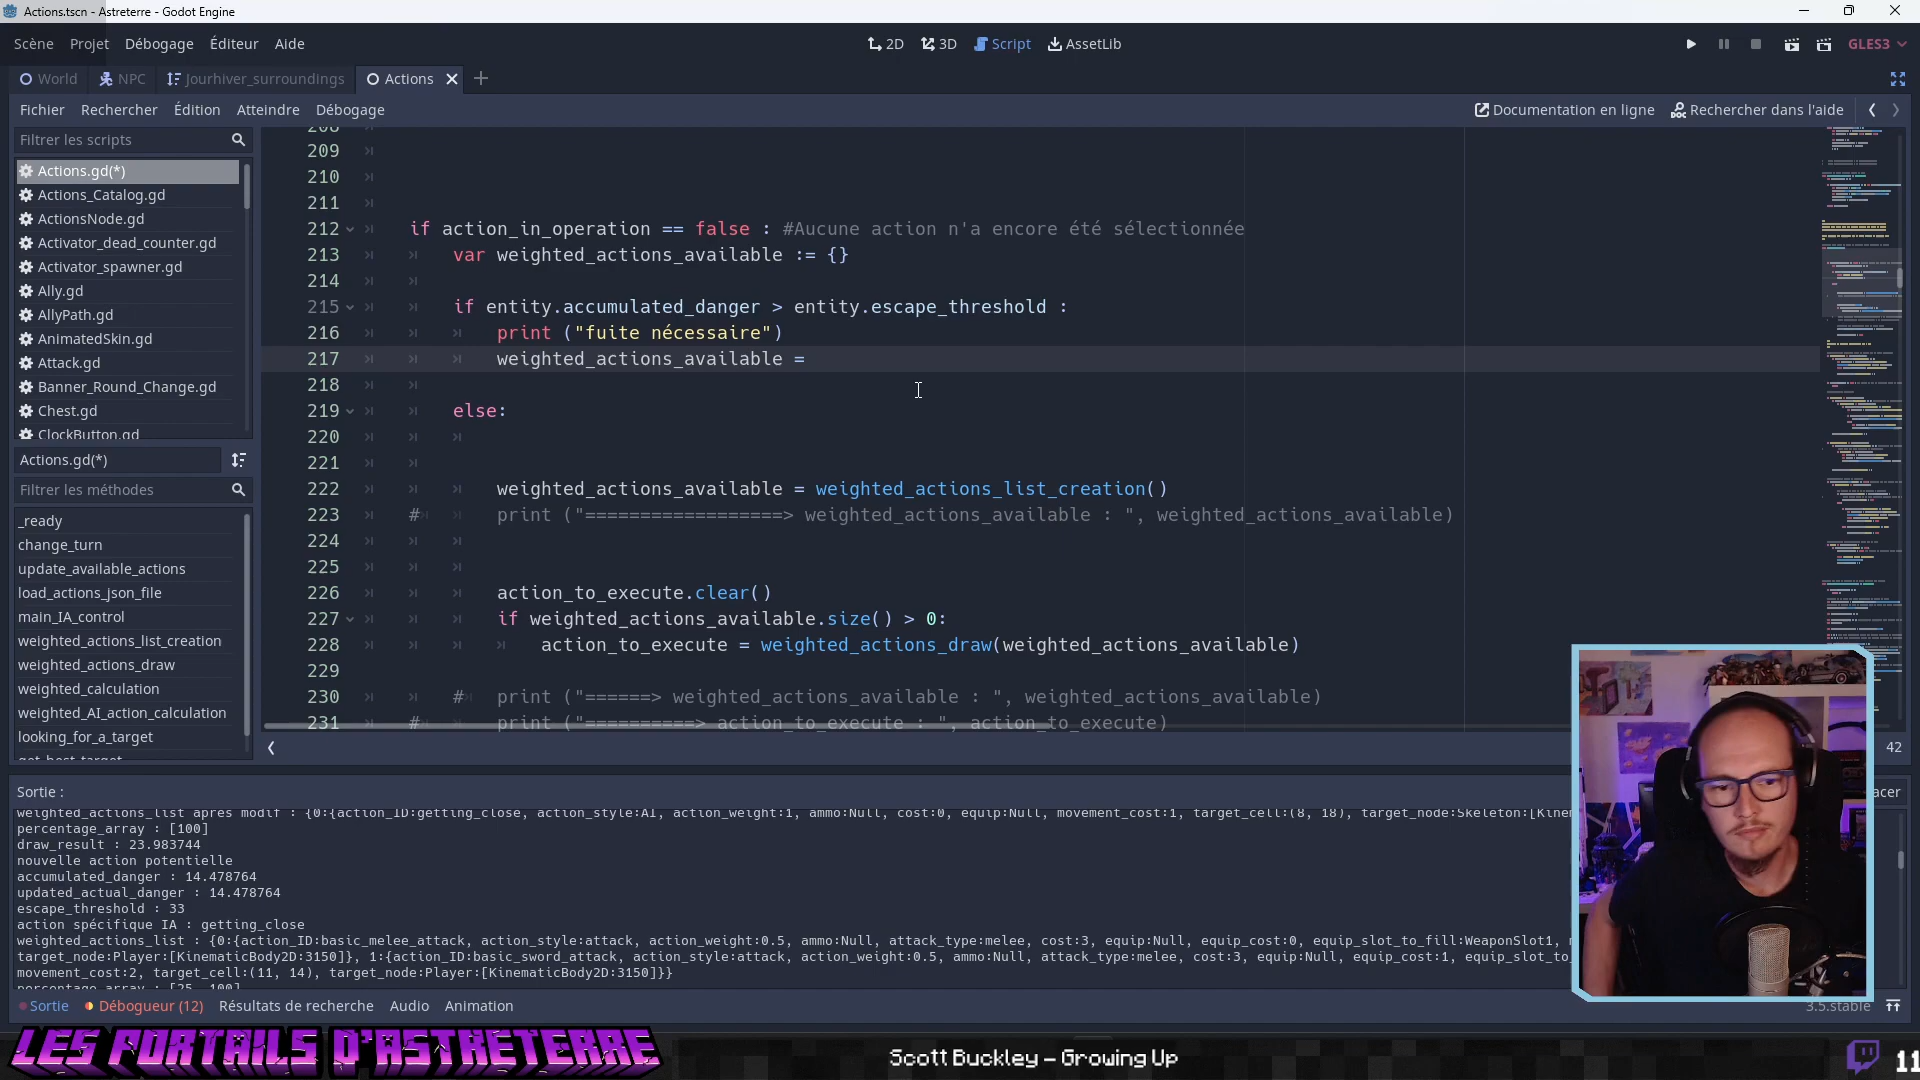 Actions.tscn - Astreterre - Godot Engine
Scène Projet Débogage Éditeur Aide
2D 3D Script AssetLib
GLES3
World NPC Jourhiver_surroundings Actions
Fichier Rechercher Édition Atteindre Débogage
Documentation en ligne Rechercher dans l'aide
Filtrer les scripts
Actions.gd(*)
Actions_Catalog.gd
ActionsNode.gd
Activator_dead_counter.gd
Activator_spawner.gd
Ally.gd
AllyPath.gd
AnimatedSkin.gd
Attack.gd
Banner_Round_Change.gd
Chest.gd
ClockButton.gd
Actions.gd(*)
Filtrer les méthodes
_ready
change_turn
update_available_actions
load_actions_json_file
main_IA_control
weighted_actions_list_creation
weighted_actions_draw
weighted_calculation
weighted_AI_action_calculation
looking_for_a_target
get_best_target
208
209
210
211
212 if action_in_operation == false : #Aucune action n'a encore été sélectionnée
213 var weighted_actions_available := {}
214
215 if entity.accumulated_danger > entity.escape_threshold :
216 print ("fuite nécessaire")
217 weighted_actions_available =
218
219 else:
220
221
222 weighted_actions_available = weighted_actions_list_creation()
223 # print ("==================> weighted_actions_available : ", weighted_actions_available)
224
225
226 action_to_execute.clear()
227 if weighted_actions_available.size() > 0:
228 action_to_execute = weighted_actions_draw(weighted_actions_available)
229
230 # print ("======> weighted_actions_available : ", weighted_actions_available)
231 # print ("==========> action_to_execute : ", action_to_execute)
42
Sortie :
weighted_actions_list après modif : {0:{action_ID:getting_close, action_style:AI, action_weight:1, ammo:Null, cost:0, equip:Null, movement_cost:1, target_cell:(8, 18), target_node:Skeleton:[Kinem
percentage_array : [100]
draw_result : 23.983744
nouvelle action potentielle
accumulated_danger : 14.478764
updated_actual_danger : 14.478764
escape_threshold : 33
action spécifique IA : getting_close
weighted_actions_list : {0:{action_ID:basic_melee_attack, action_style:attack, action_weight:0.5, ammo:Null, attack_type:melee, cost:3, equip:Null, equip_cost:0, equip_slot_to_fill:WeaponSlot1,
target_node:Player:[KinematicBody2D:3150]}, 1:{action_ID:basic_sword_attack, action_style:attack, action_weight:0.5, ammo:Null, attack_type:melee, cost:3, equip:Null, equip_cost:1, equip_slot_to_
movement_cost:2, target_cell:(11, 14), target_node:Player:[KinematicBody2D:3150]}}
percentage_array : [25, 100]
Sortie Débogueur (12) Résultats de recherche Audio Animation
3.5.stable
LES PORTAILS D'ASTRETERRE
Scott Buckley – Growing Up
11